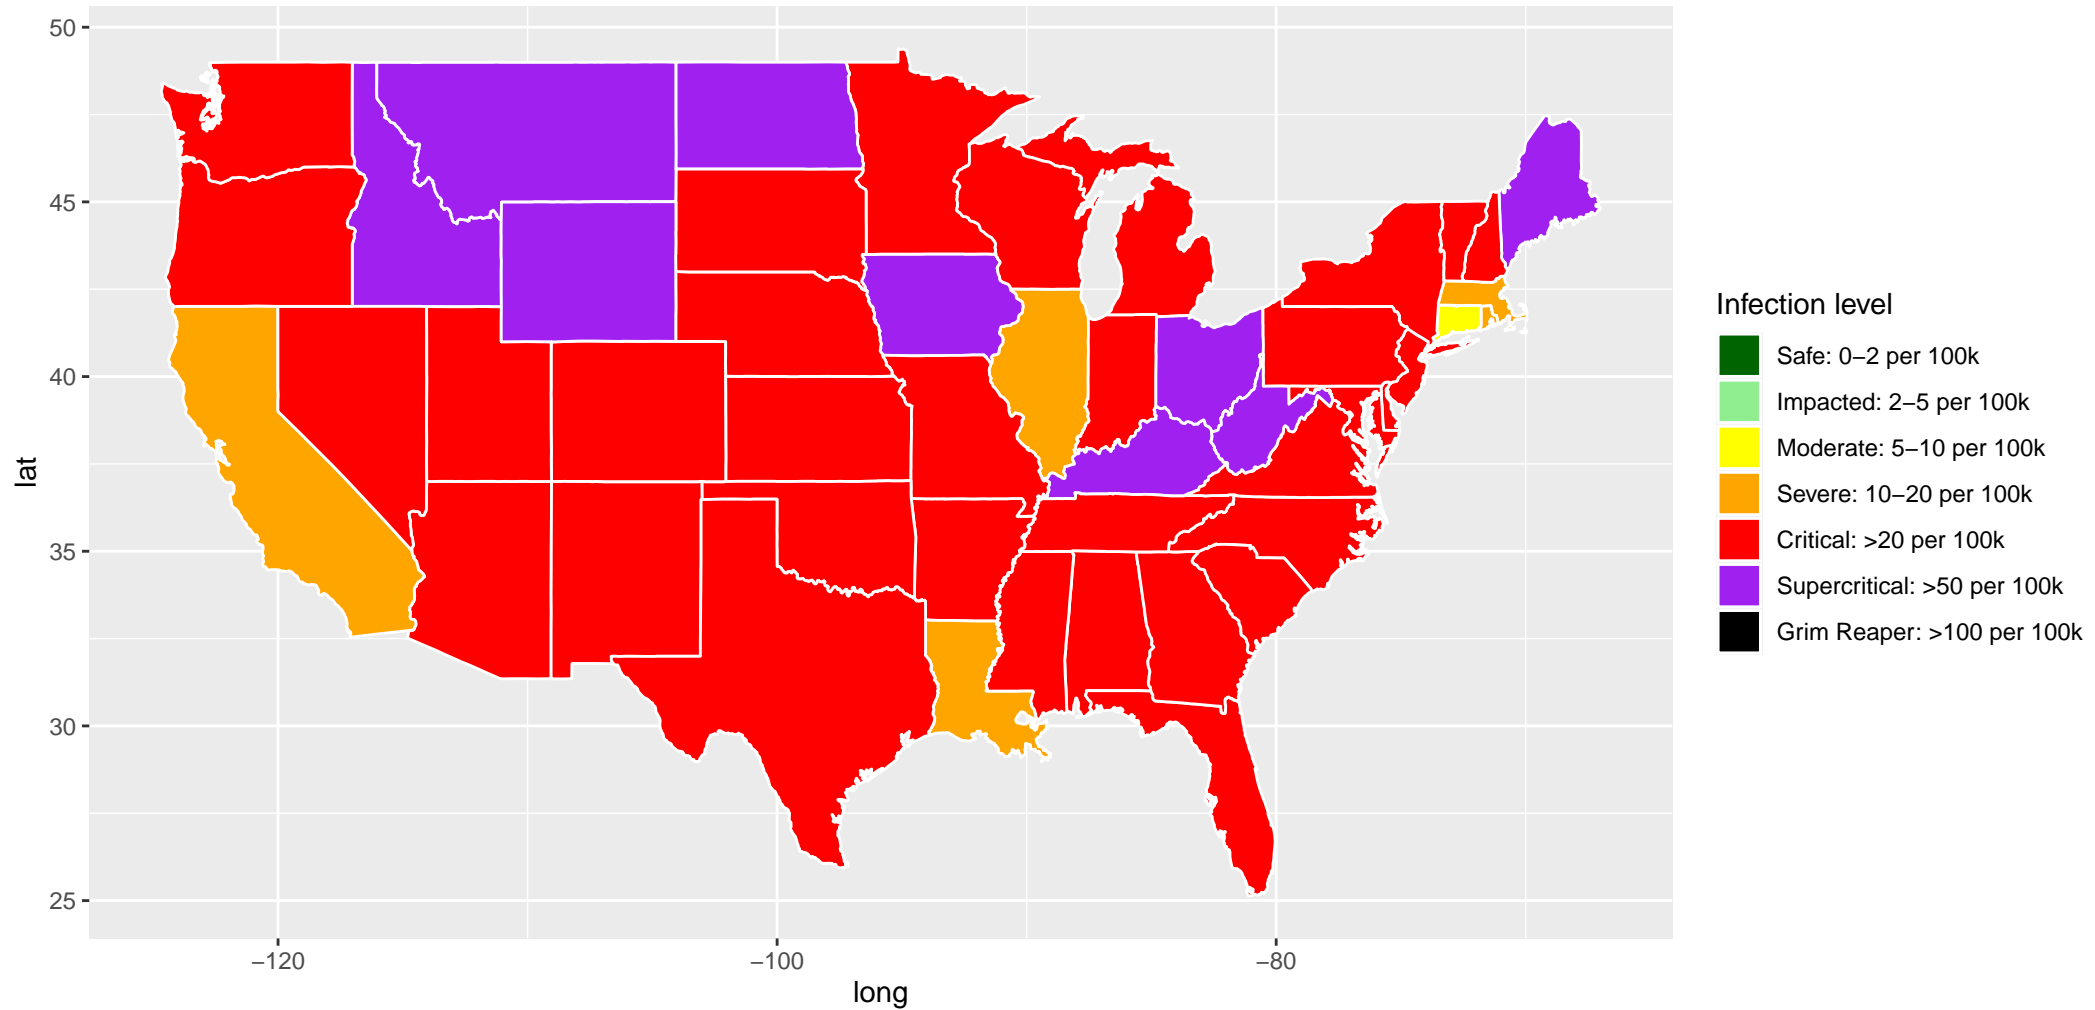 50
45
40
35
30
25
lat
−120
−100
−80
long
Infection level
Safe: 0−2 per 100k
Impacted: 2−5 per 100k
Moderate: 5−10 per 100k
Severe: 10−20 per 100k
Critical: >20 per 100k
Supercritical: >50 per 100k
Grim Reaper: >100 per 100k